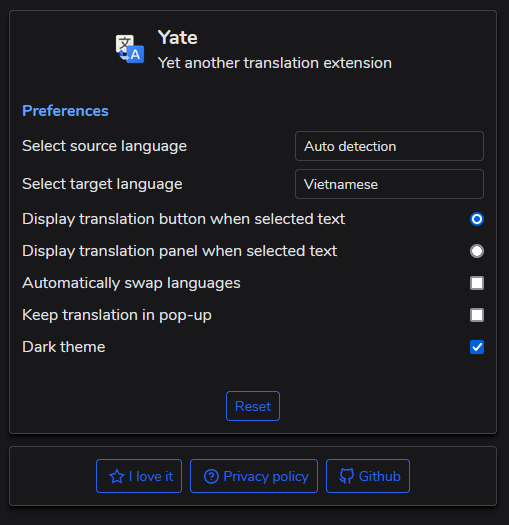 文
A
Yate
Yet another translation extension
Preferences
Select source language Auto detection
Select target language Vietnamese
Display translation button when selected text
Display translation panel when selected text
Automatically swap languages
Keep translation in pop-up
Dark theme
Reset
I love it Privacy policy Github